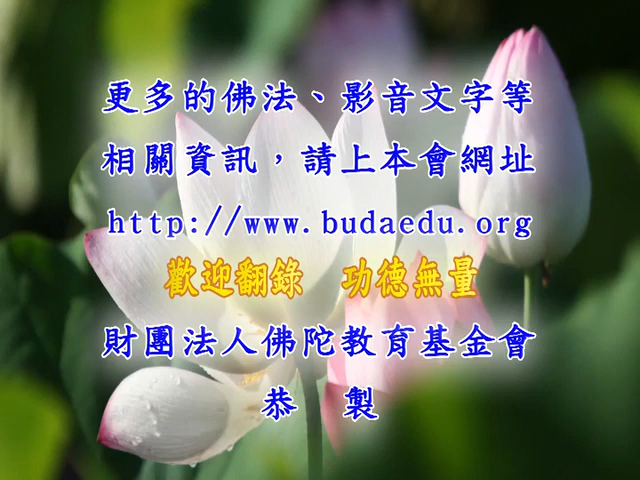 更多的佛法、影音文字等
相關資訊，請上本會網址
http://www.budaedu.org
歡迎翻錄　功德無量
財團法人佛陀教育基金會
恭　製